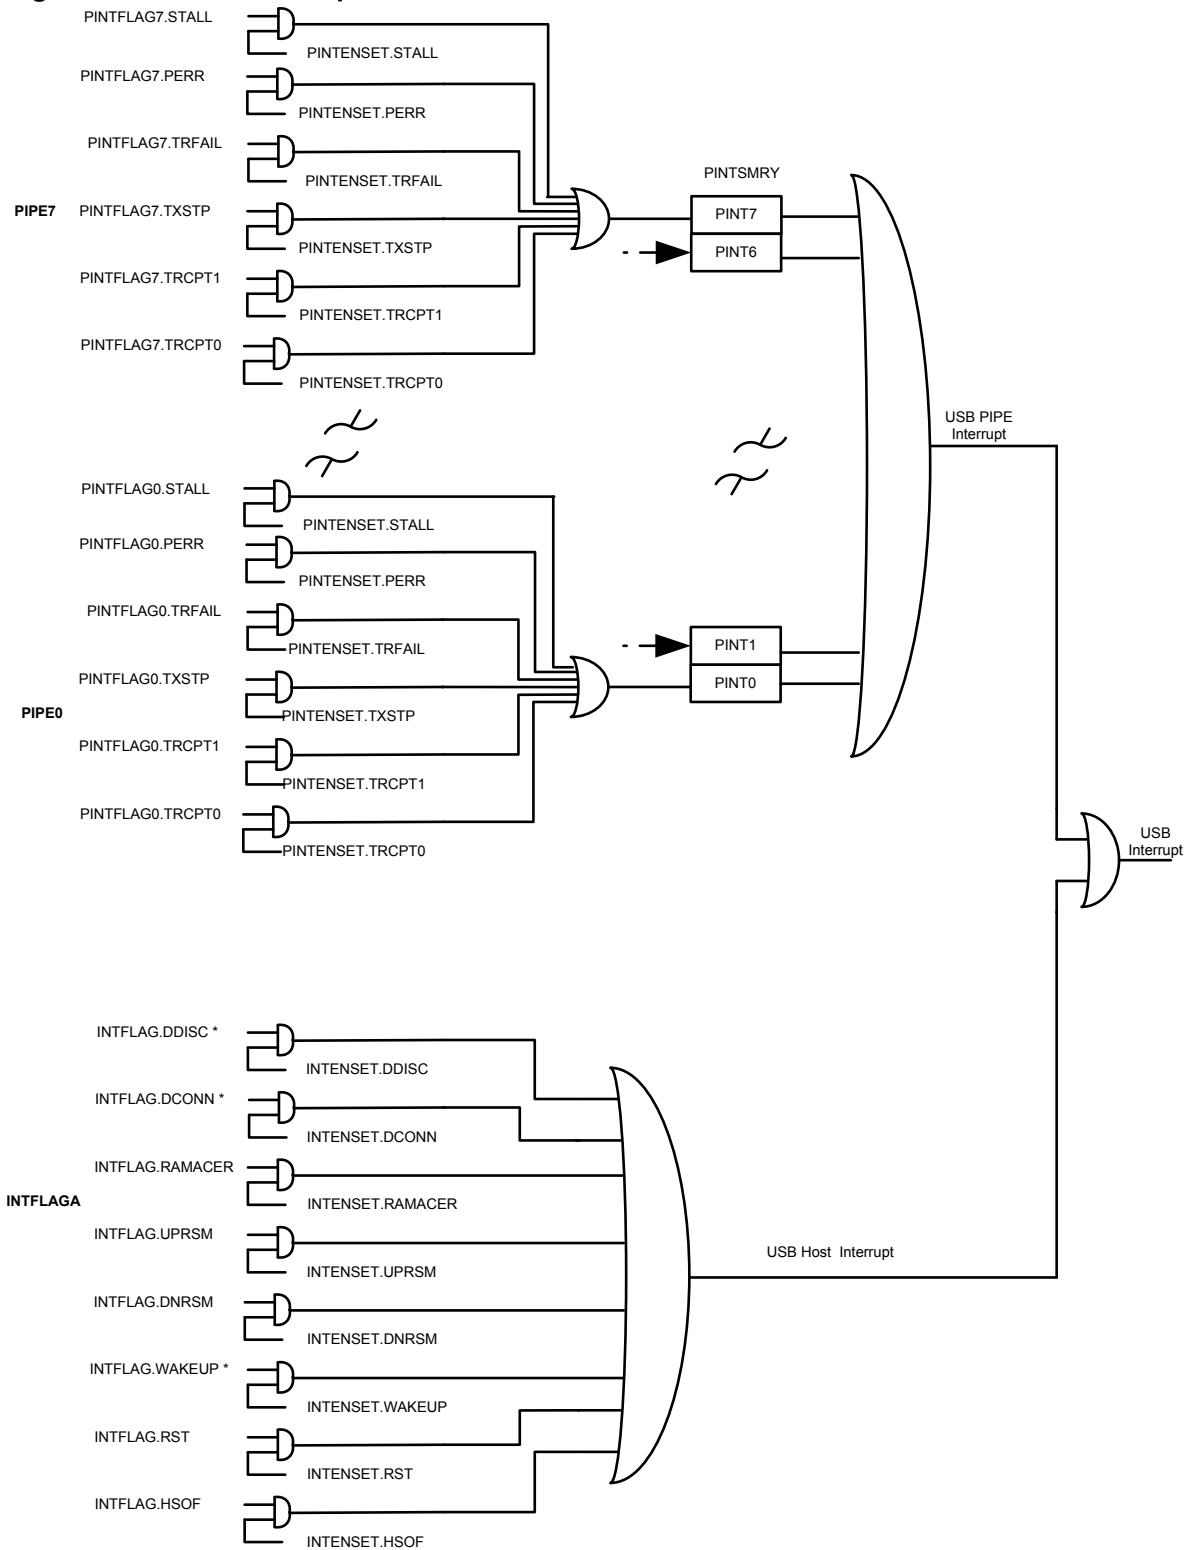 PINTFLAG7.STALL
PINTENSET.STALL
PINTFLAG7.PERR
PINTENSET.PERR
PINTFLAG7.TRFAIL
PINTENSET.TRFAIL
PINTSMRY
PIPE7 PINTFLAG7.TXSTP
PINT7
PINTENSET.TXSTP
PINT6
PINTFLAG7.TRCPT1
PINTENSET.TRCPT1
PINTFLAG7.TRCPT0
PINTENSET.TRCPT0
USB PIPE
Interrupt
PINTFLAG0.STALL
PINTENSET.STALL
PINTFLAG0.PERR
PINTENSET.PERR
PINTFLAG0.TRFAIL
PINTENSET.TRFAIL
PINT1
PINTFLAG0.TXSTP
PINT0
PIPE0
PINTENSET.TXSTP
PINTFLAG0.TRCPT1
PINTENSET.TRCPT1
PINTFLAG0.TRCPT0
PINTENSET.TRCPT0
USB
Interrupt
INTFLAG.DDISC *
INTENSET.DDISC
INTFLAG.DCONN *
INTENSET.DCONN
INTFLAG.RAMACER
INTFLAGA
INTENSET.RAMACER
INTFLAG.UPRSM
USB Host Interrupt
INTENSET.UPRSM
INTFLAG.DNRSM
INTENSET.DNRSM
INTFLAG.WAKEUP *
INTENSET.WAKEUP
INTFLAG.RST
INTENSET.RST
INTFLAG.HSOF
INTENSET.HSOF